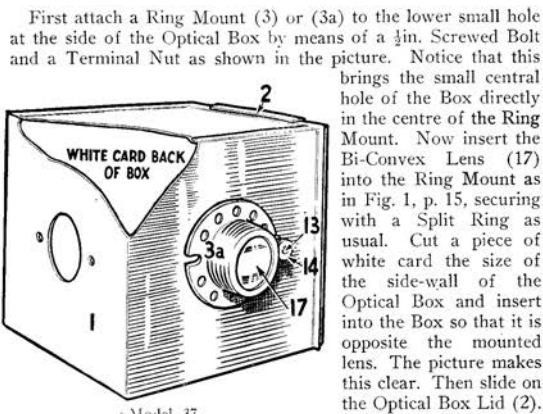 First attach a Ring Mount (3) or (3a) to the lower small hole
at the side of the Optical Box by means of a ½in. Screwed Bolt
and a Terminal Nut as shown in the picture. Notice that this
brings the small central
hole of the Box directly
in the centre of the Ring
Mount. Now insert the
Bi-Convex Lens (17)
into the Ring Mount as
in Fig. 1, p. 15, securing
with a Split Ring as
usual. Cut a piece of
white card the size of
the side-wall of the
Optical Box and insert
into the Box so that it is
opposite the mounted
lens. The picture makes
this clear. Then slide on
the Optical Box Lid (2).
2
WHITE CARD BACK
OF BOX
3a
13
14
17
1
Model 37